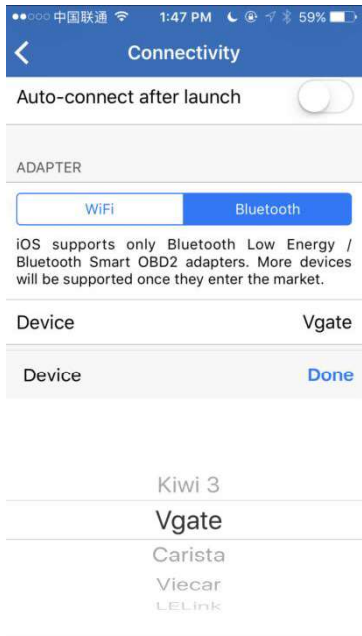 中国联通 1:47 PM 59%
Connectivity
Auto-connect after launch
ADAPTER
WiFi Bluetooth
iOS supports only Bluetooth Low Energy /
Bluetooth Smart OBD2 adapters. More devices
will be supported once they enter the market.
Device Vgate
Device Done
Kiwi 3
Vgate
Carista
Viecar
LELink